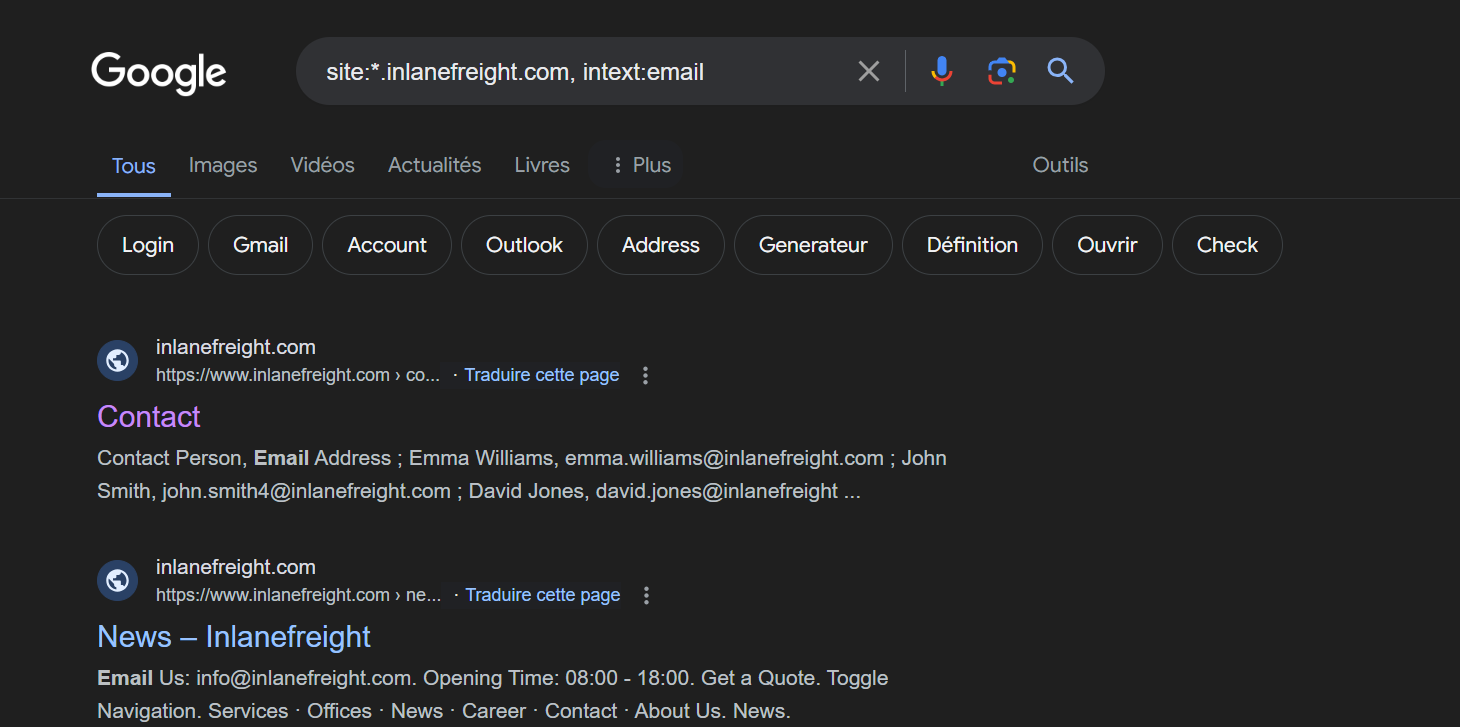 Google
site:*.inlanefreight.com, intext:email
Tous Images Vidéos Actualités Livres Plus Outils
Login Gmail Account Outlook Address Generateur Définition Ouvrir Check
inlanefreight.com
https://www.inlanefreight.com › co... · Traduire cette page
Contact
Contact Person, Email Address ; Emma Williams, emma.williams@inlanefreight.com ; John
Smith, john.smith4@inlanefreight.com ; David Jones, david.jones@inlanefreight ...
inlanefreight.com
https://www.inlanefreight.com › ne... · Traduire cette page
News – Inlanefreight
Email Us: info@inlanefreight.com. Opening Time: 08:00 - 18:00. Get a Quote. Toggle
Navigation. Services · Offices · News · Career · Contact · About Us. News.